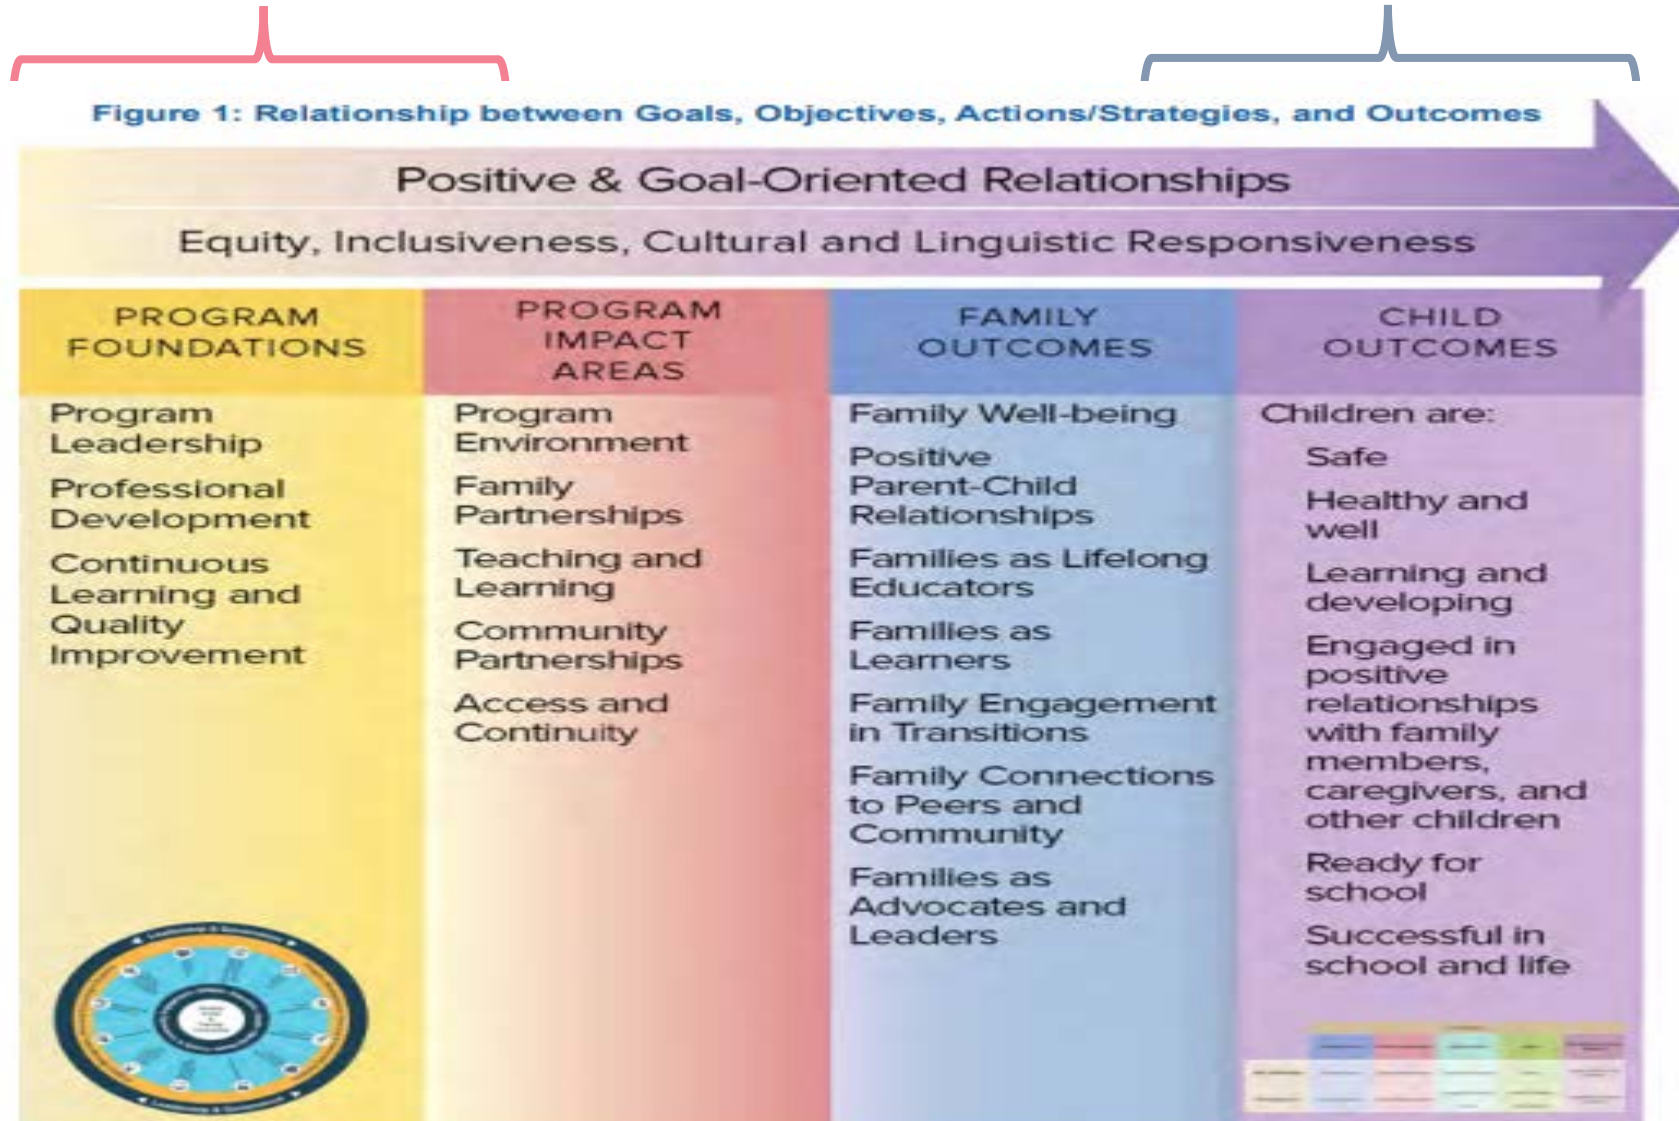 Figure 1: Relationship between Goals, Objectives, Actions/Strategies, and Outcomes
Positive & Goal-Oriented Relationships
Equity, Inclusiveness, Cultural and Linguistic Responsiveness
PROGRAM
FOUNDATIONS
Program
Leadership
Professional
Development
Continuous
Learning and
Quality
Improvement
PROGRAM
IMPACT
AREAS
Program
Environment
Family
Partnerships
Teaching and
Learning
Community
Partnerships
Access and
Continuity
FAMILY
OUTCOMES
Family Well-being
Positive
Parent-Child
Relationships
Families as Lifelong
Educators
Families as
Learners
Family Engagement
in Transitions
Family Connections
to Peers and
Community
Families as
Advocates and
Leaders
CHILD
OUTCOMES
Children are:
Safe
Healthy and
well
Learning and
developing
Engaged in
positive
relationships
with family
members,
caregivers, and
other children
Ready for
school
Successful in
school and life